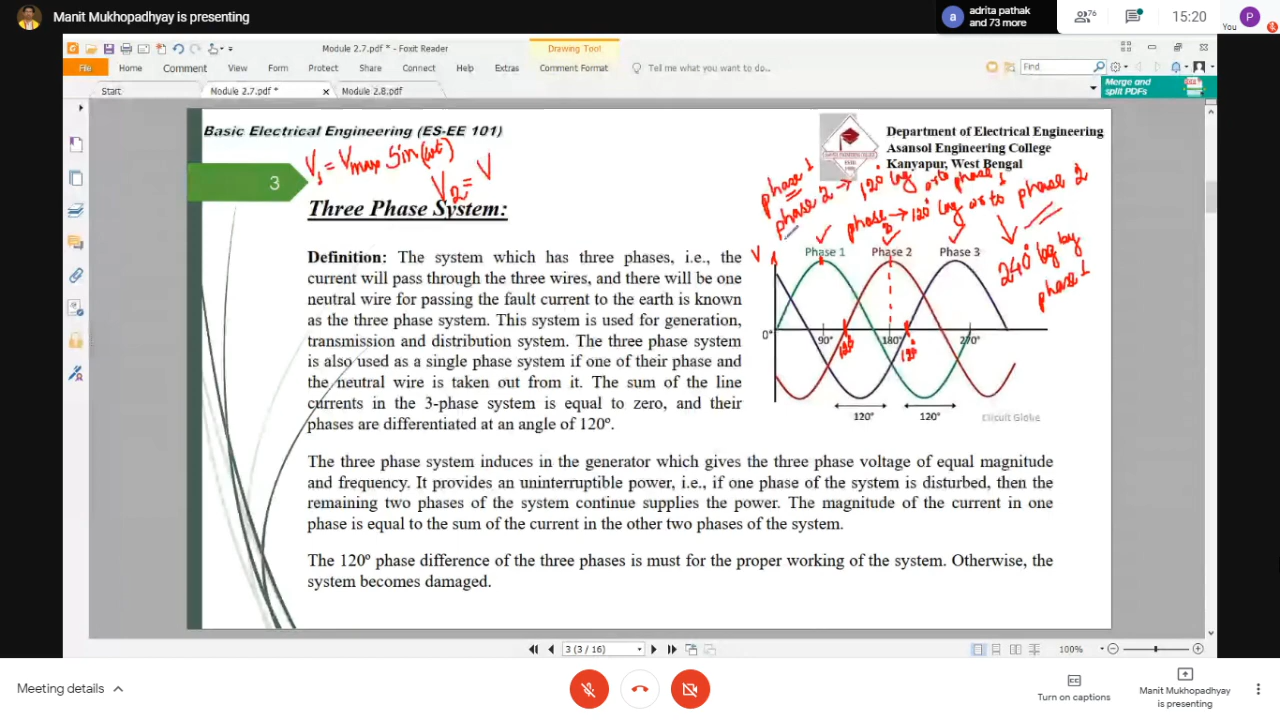 Manit Mukhopadhyay is presenting
a
adrita pathak
and 73 more
76
15:20
You
P
Module 2.7.pdf * - Foxit Reader
Drawing Tool
File
Home
Comment
View
Form
Protect
Share
Connect
Help
Extras
Comment Format
Tell me what you want to do...
Find
Start
Module 2.7.pdf *
Module 2.8.pdf
Merge and
split PDFs
Basic Electrical Engineering (ES-EE 101)
Department of Electrical Engineering
Asansol Engineering College
Kanyapur, West Bengal
V1 = Vmax Sin(ωt)
V2 = V
3
phase 1
phase 2 → 120° lag w.r.to phase 1
phase 3 → 120° lag w.r.to phase 2
240° lag by
phase 1
Three Phase System:
Definition: The system which has three phases, i.e., the
current will pass through the three wires, and there will be one
neutral wire for passing the fault current to the earth is known
as the three phase system. This system is used for generation,
transmission and distribution system. The three phase system
is also used as a single phase system if one of their phase and
the neutral wire is taken out from it. The sum of the line
currents in the 3-phase system is equal to zero, and their
phases are differentiated at an angle of 120º.
V
Phase 1
Phase 2
Phase 3
0°
90°
180°
270°
120°
120°
120°
120°
Circuit Globe
The three phase system induces in the generator which gives the three phase voltage of equal magnitude
and frequency. It provides an uninterruptible power, i.e., if one phase of the system is disturbed, then the
remaining two phases of the system continue supplies the power. The magnitude of the current in one
phase is equal to the sum of the current in the other two phases of the system.
The 120º phase difference of the three phases is must for the proper working of the system. Otherwise, the
system becomes damaged.
3 (3 / 16)
100%
Meeting details
Turn on captions
Manit Mukhopadhyay
is presenting